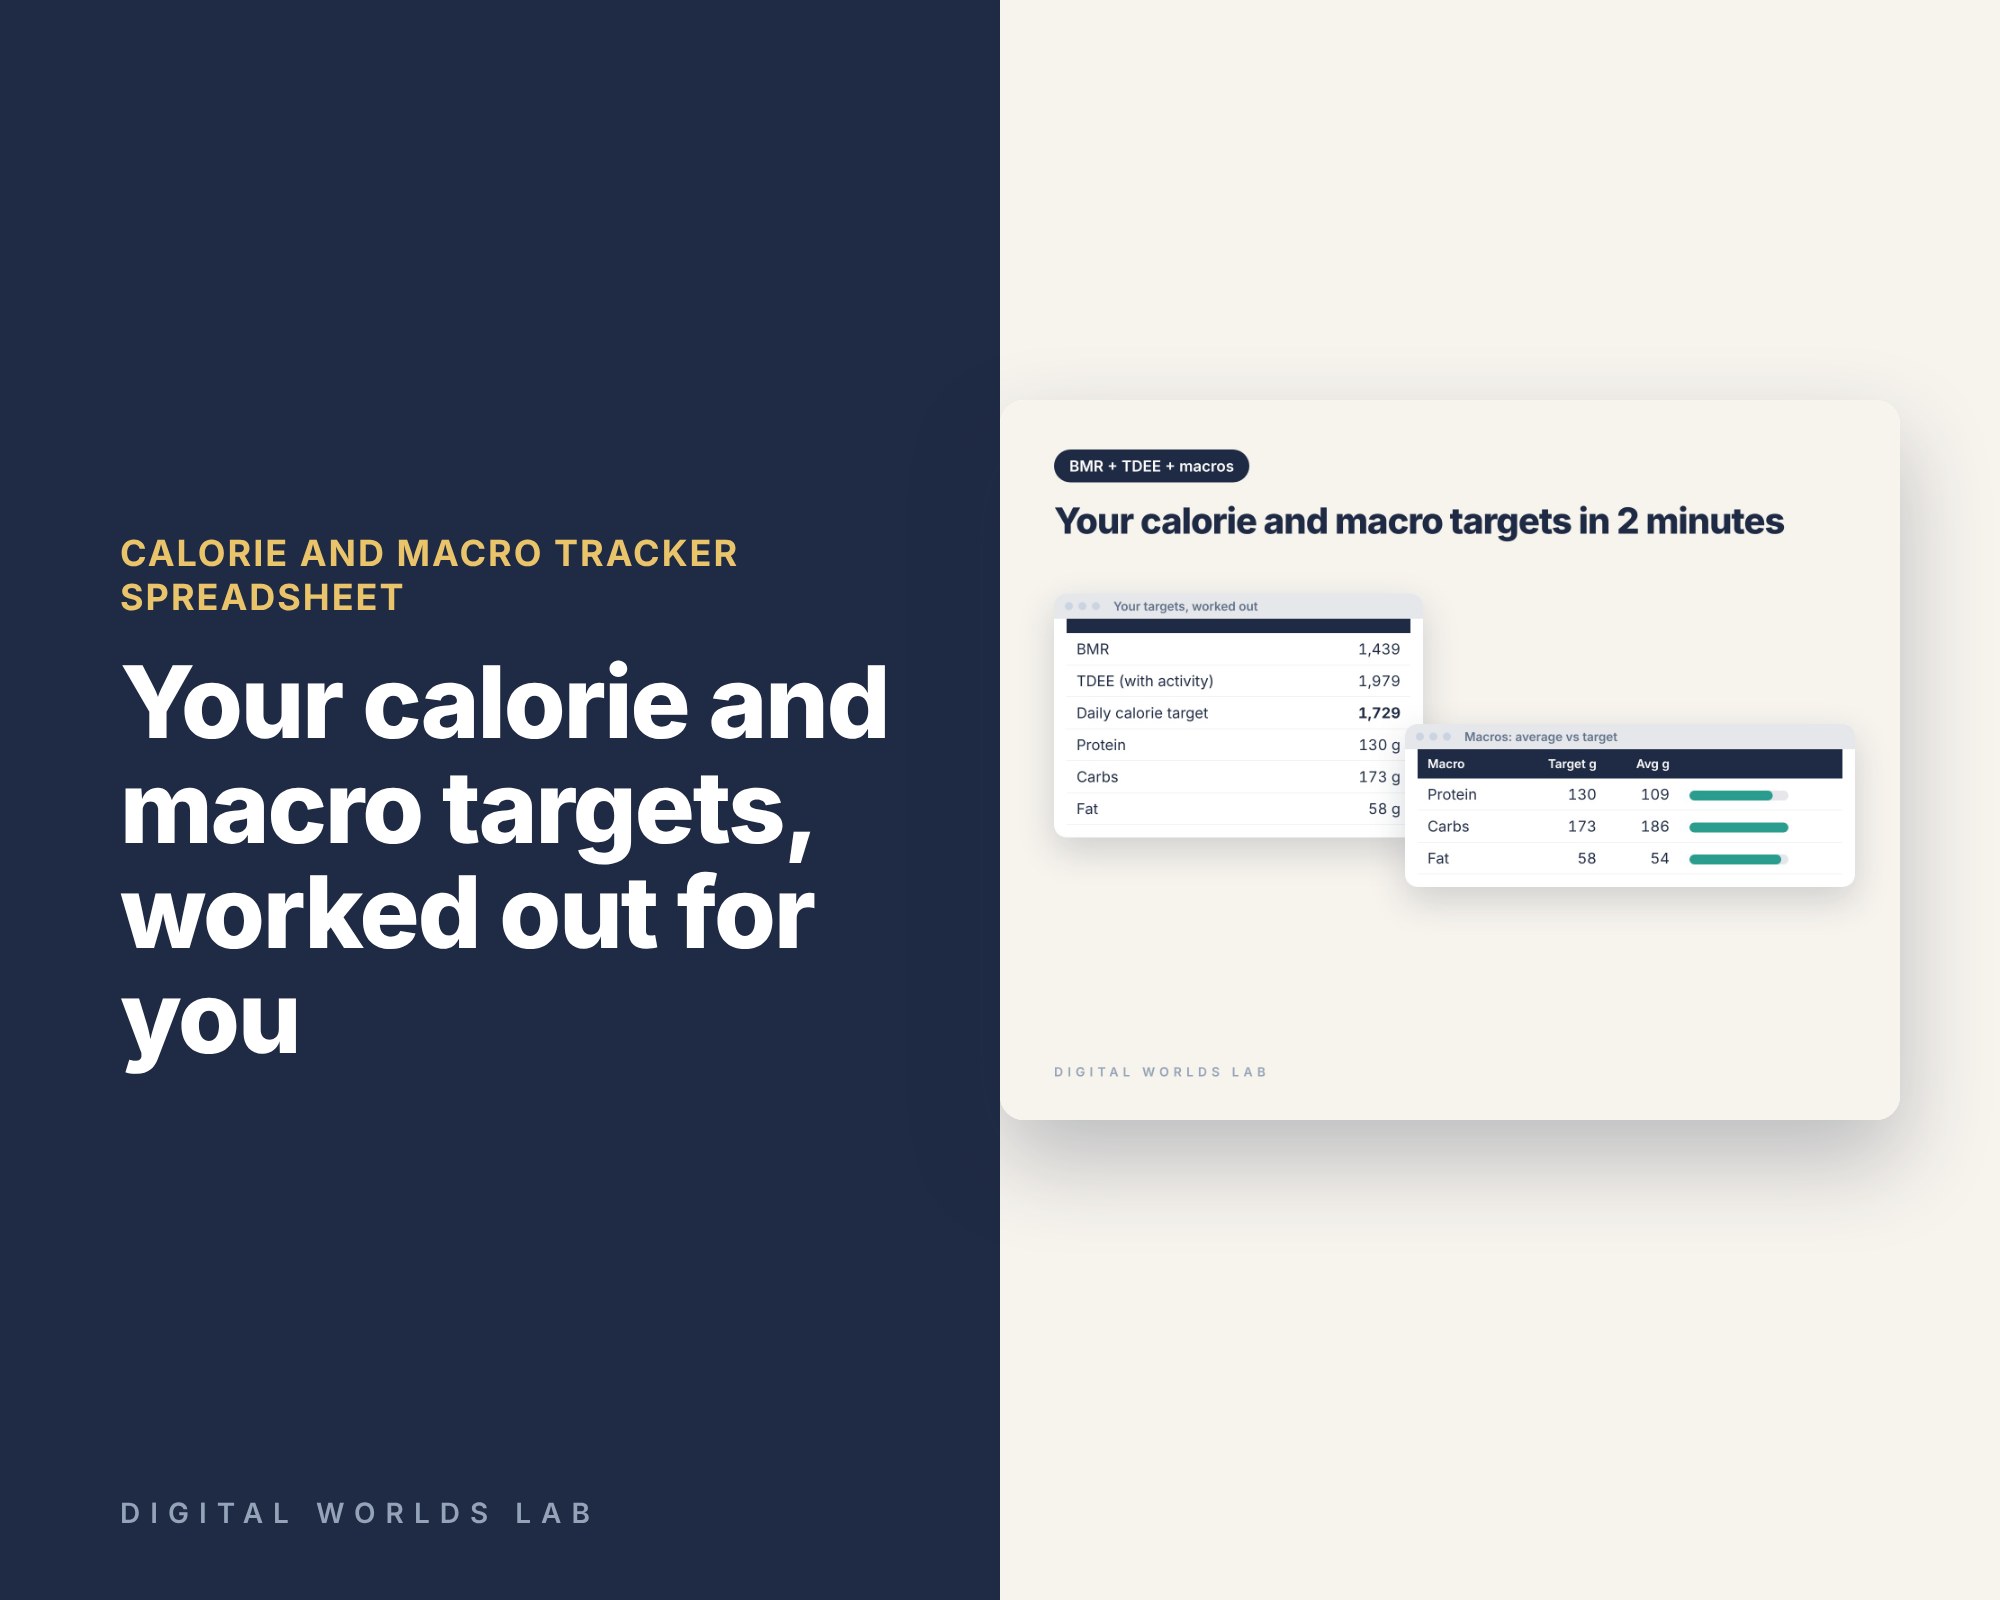 CALORIE AND MACRO TRACKER
SPREADSHEET
Your calorie and
macro targets,
worked out for
you
DIGITAL WORLDS LAB
BMR + TDEE + macros
Your calorie and macro targets in 2 minutes
Your targets, worked out
BMR 1,439
TDEE (with activity) 1,979
Daily calorie target 1,729
Protein 130 g
Carbs 173 g
Fat 58 g
Macros: average vs target
Macro Target g Avg g
Protein 130 109
Carbs 173 186
Fat 58 54
DIGITAL WORLDS LAB